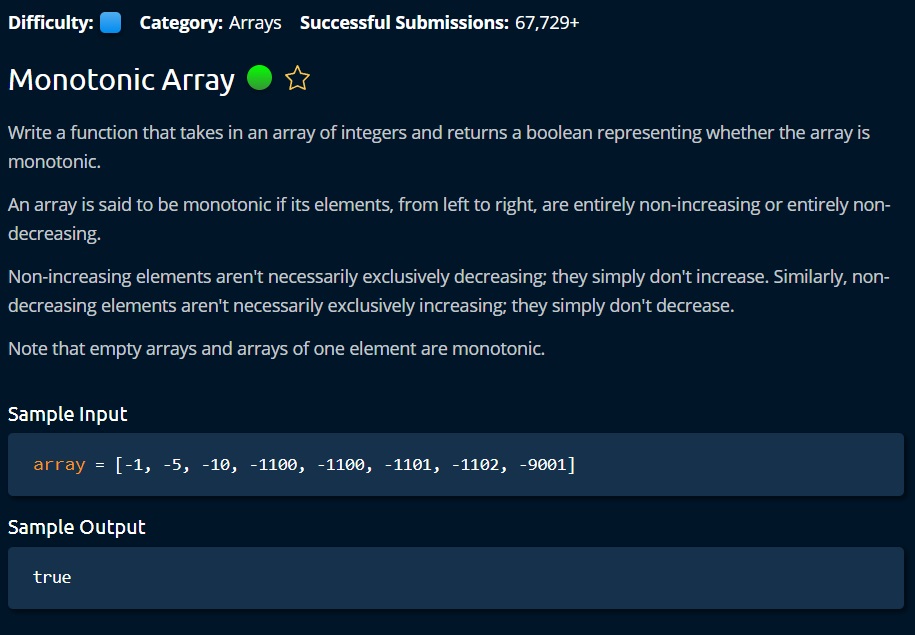 Difficulty: Category: Arrays Successful Submissions: 67,729+
Monotonic Array
Write a function that takes in an array of integers and returns a boolean representing whether the array is
monotonic.
An array is said to be monotonic if its elements, from left to right, are entirely non-increasing or entirely non-
decreasing.
Non-increasing elements aren't necessarily exclusively decreasing; they simply don't increase. Similarly, non-
decreasing elements aren't necessarily exclusively increasing; they simply don't decrease.
Note that empty arrays and arrays of one element are monotonic.
Sample Input
array = [-1, -5, -10, -1100, -1100, -1101, -1102, -9001]
Sample Output
true